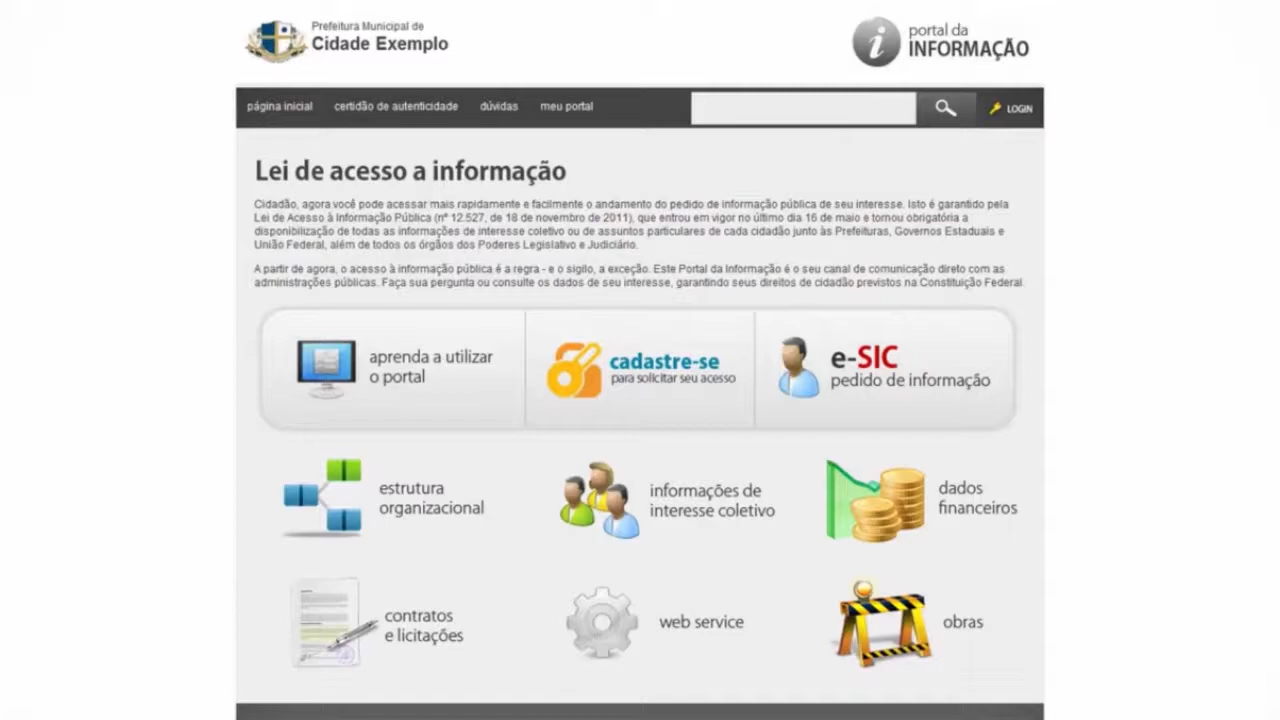 Prefeitura Municipal de
Cidade Exemplo
portal da
INFORMAÇÃO
página inicial certidão de autenticidade dúvidas meu portal LOGIN
Lei de acesso a informação
Cidadão, agora você pode acessar mais rapidamente e facilmente o andamento do pedido de informação pública de seu interesse. Isto é garantido pela
Lei de Acesso à Informação Pública (nº 12.527, de 18 de novembro de 2011), que entrou em vigor no último dia 16 de maio e tornou obrigatória a
disponibilização de todas as informações de interesse coletivo ou de assuntos particulares de cada cidadão junto às Prefeituras, Governos Estaduais e
União Federal, além de todos os órgãos dos Poderes Legislativo e Judiciário.
A partir de agora, o acesso à informação pública é a regra - e o sigilo, a exceção. Este Portal da Informação é o seu canal de comunicação direto com as
administrações públicas. Faça sua pergunta ou consulte os dados de seu interesse, garantindo seus direitos de cidadão previstos na Constituição Federal
aprenda a utilizar
o portal
cadastre-se
para solicitar seu acesso
e-SIC
pedido de informação
estrutura
organizacional
informações de
interesse coletivo
dados
financeiros
contratos
e licitações
web service
obras